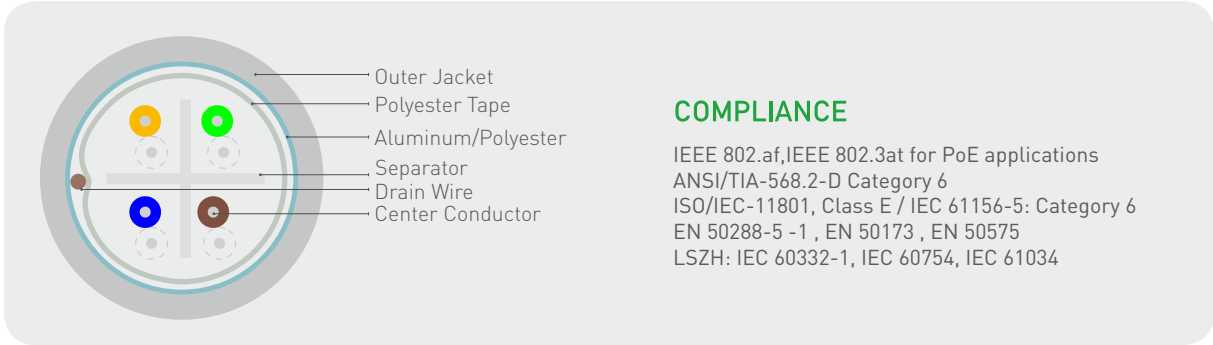 Outer Jacket
Polyester Tape
Aluminum/Polyester
Separator
Drain Wire
Center Conductor
COMPLIANCE
IEEE 802.af,IEEE 802.3at for PoE applications
ANSI/TIA-568.2-D Category 6
ISO/IEC-11801, Class E / IEC 61156-5: Category 6
EN 50288-5 -1 , EN 50173 , EN 50575
LSZH: IEC 60332-1, IEC 60754, IEC 61034